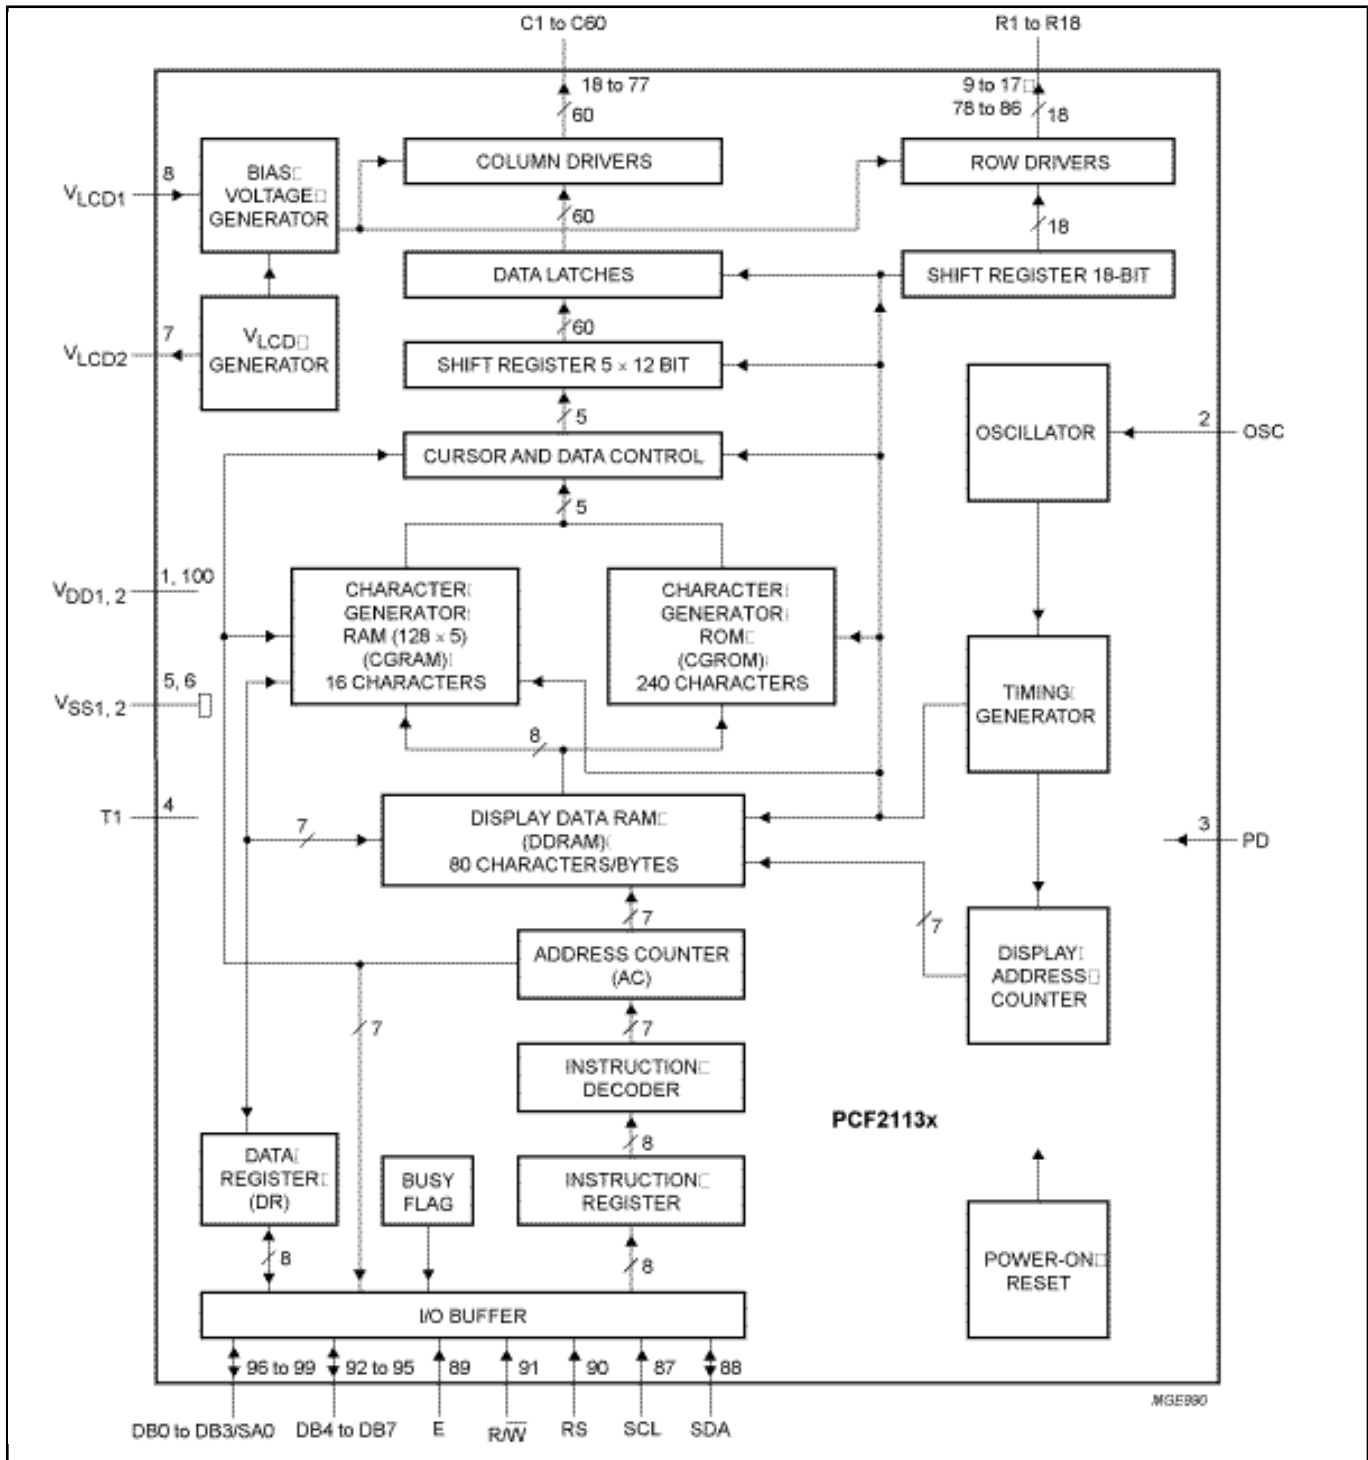 C1 to C60
R1 to R18
18 to 77
9 to 17
60
78 to 86
18
8
BIAS
VOLTAGE
GENERATOR
COLUMN DRIVERS
ROW DRIVERS
VLCD1
60
18
DATA LATCHES
SHIFT REGISTER 18-BIT
7
VLCD
GENERATOR
60
VLCD2
SHIFT REGISTER 5 × 12 BIT
5
OSCILLATOR
2
OSC
CURSOR AND DATA CONTROL
5
1, 100
VDD1, 2
CHARACTER
GENERATOR
RAM (128 × 5)
(CGRAM)
16 CHARACTERS
CHARACTER
GENERATOR
ROM
(CGROM)
240 CHARACTERS
5, 6
VSS1, 2
TIMING
GENERATOR
8
4
T1
7
DISPLAY DATA RAM
(DDRAM)
80 CHARACTERS/BYTES
3
PD
7
7
ADDRESS COUNTER
(AC)
DISPLAY
ADDRESS
COUNTER
7
7
INSTRUCTION
DECODER
PCF2113x
8
DATA
REGISTER
(DR)
BUSY
FLAG
INSTRUCTION
REGISTER
8
8
POWER-ON
RESET
I/O BUFFER
96 to 99
92 to 95
89
91
90
87
88
MGE990
DB0 to DB3/SA0
DB4 to DB7
E
R/W̅
RS
SCL
SDA